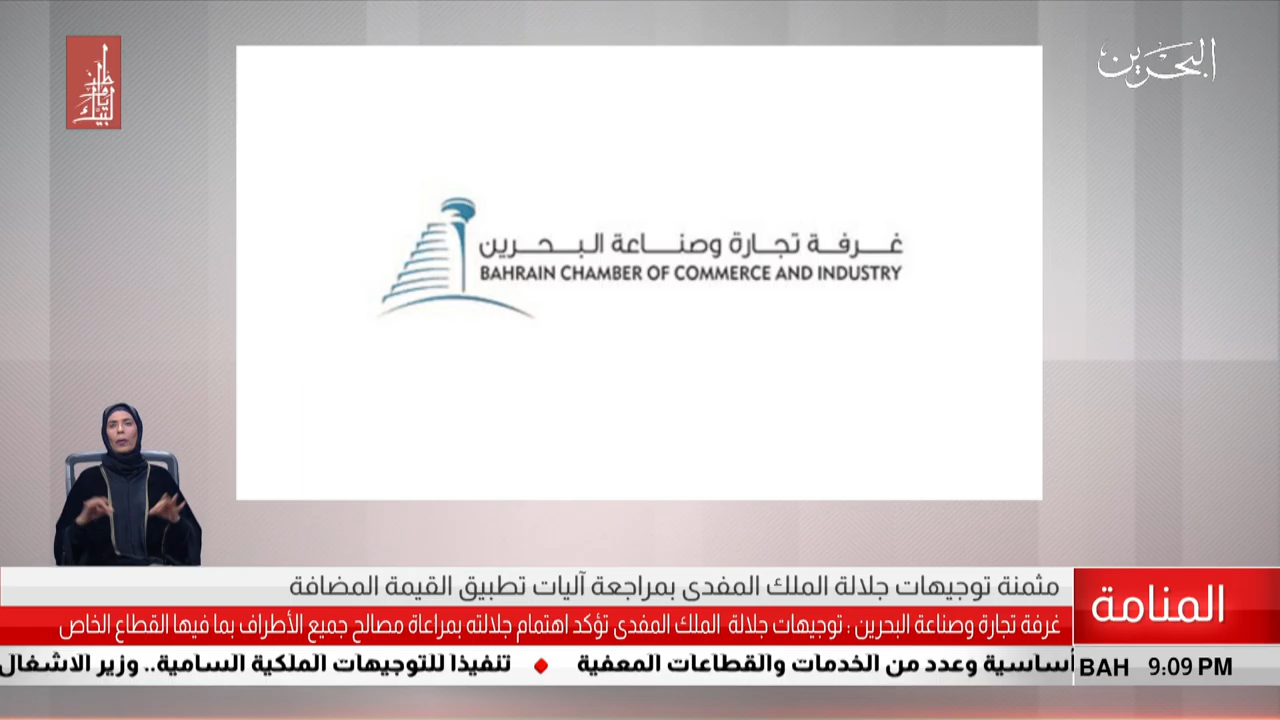 البحرين
غرفة تجارة وصناعة البحرين
BAHRAIN CHAMBER OF COMMERCE AND INDUSTRY
مثمنة توجيهات جلالة الملك المفدى بمراجعة آليات تطبيق القيمة المضافة
المنامة
غرفة تجارة وصناعة البحرين : توجيهات جلالة الملك المفدى تؤكد اهتمام جلالته بمراعاة مصالح جميع الأطراف بما فيها القطاع الخاص
أساسية وعدد من الخدمات والقطاعات المعفية ♦ تنفيذا للتوجيهات الملكية السامية.. وزير الاشغال
BAH 9:09 PM